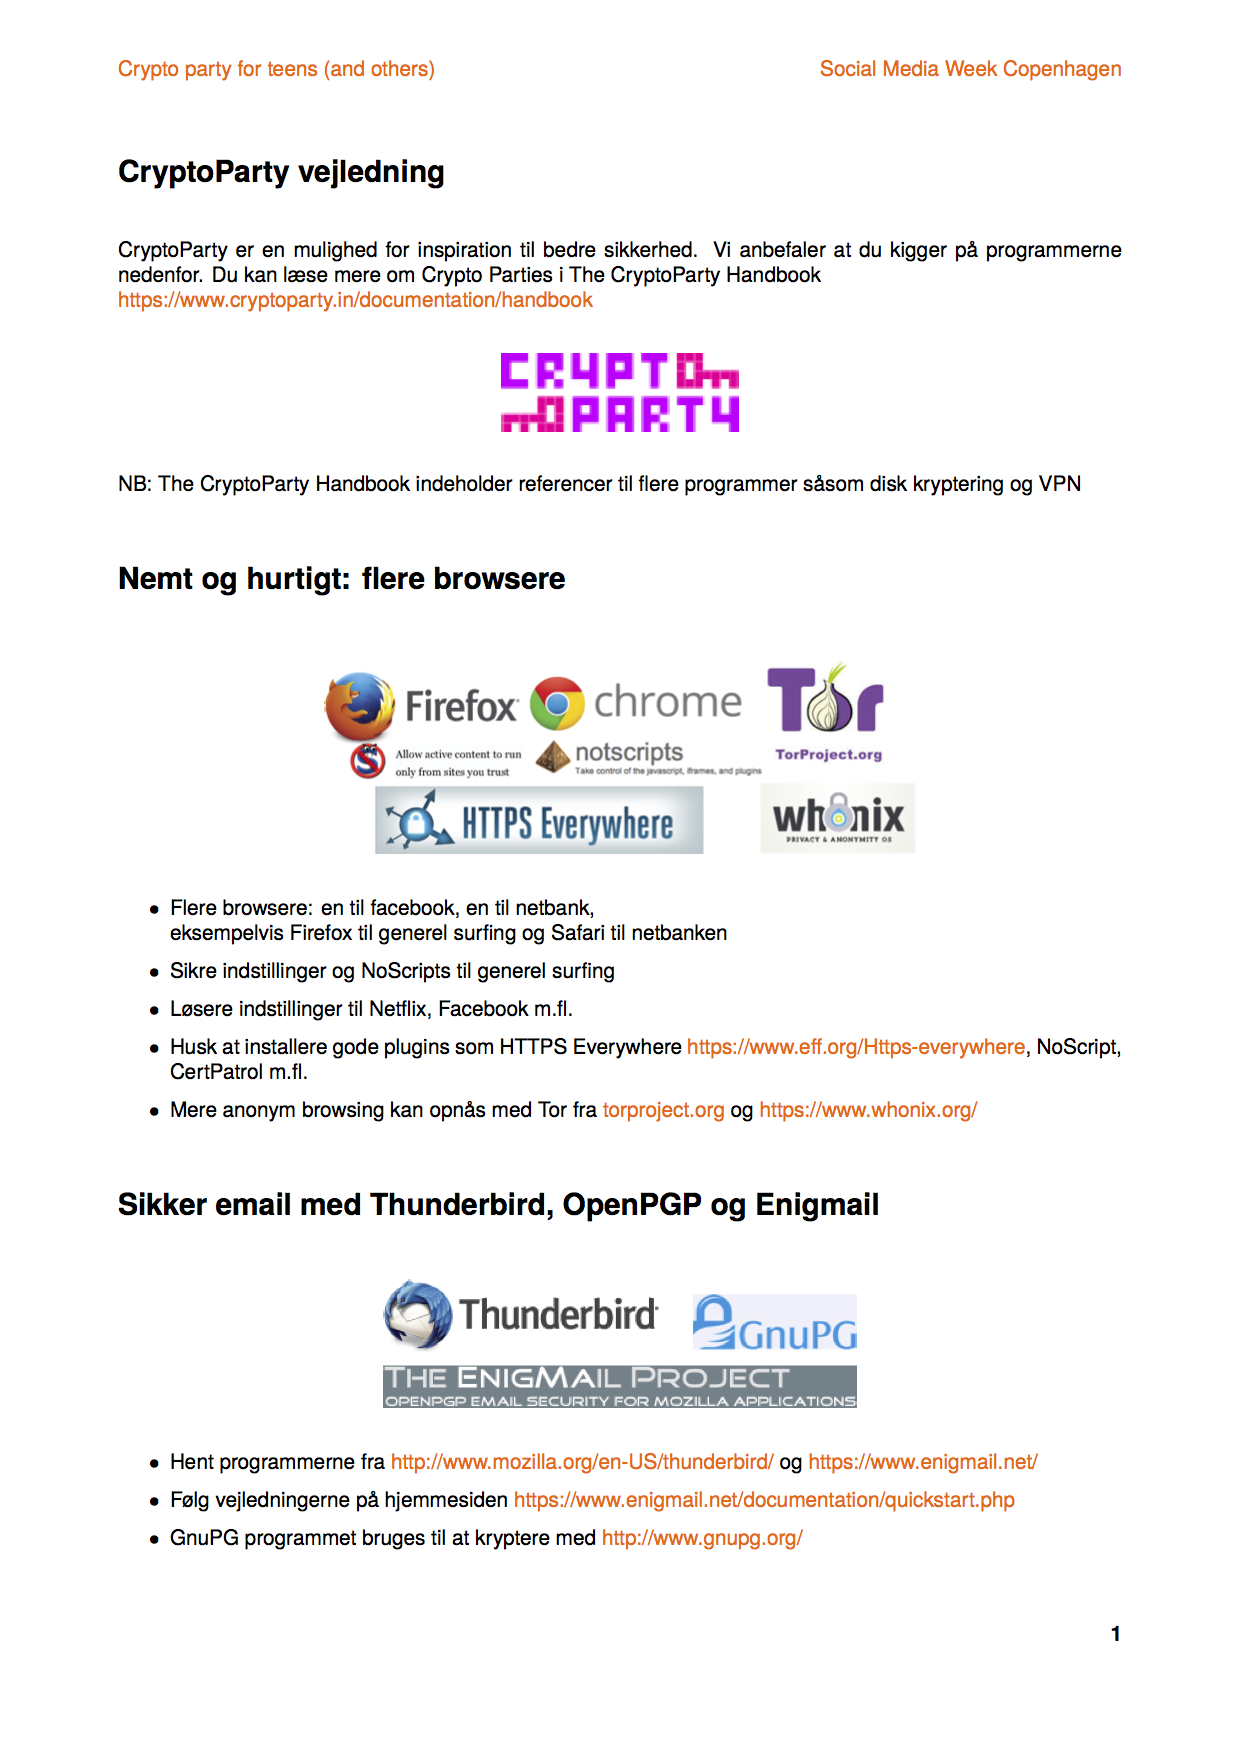 Crypto party for teens (and others) Social Media Week Copenhagen
CryptoParty vejledning
CryptoParty er en mulighed for inspiration til bedre sikkerhed. Vi anbefaler at du kigger på programmerne
nedenfor. Du kan læse mere om Crypto Parties i The CryptoParty Handbook
https://www.cryptoparty.in/documentation/handbook
CRYPTO
PARTY
NB: The CryptoParty Handbook indeholder referencer til flere programmer såsom disk kryptering og VPN
Nemt og hurtigt: flere browsere
Firefox chrome Tor
Allow active content to run
only from sites you trust
notscripts
Take control of the javascript, iframes, and plugins
TorProject.org
HTTPS Everywhere
whonix
PRIVACY & ANONYMITY OS
• Flere browsere: en til facebook, en til netbank,
eksempelvis Firefox til generel surfing og Safari til netbanken
• Sikre indstillinger og NoScripts til generel surfing
• Løsere indstillinger til Netflix, Facebook m.fl.
• Husk at installere gode plugins som HTTPS Everywhere https://www.eff.org/Https-everywhere, NoScript,
CertPatrol m.fl.
• Mere anonym browsing kan opnås med Tor fra torproject.org og https://www.whonix.org/
Sikker email med Thunderbird, OpenPGP og Enigmail
Thunderbird GnuPG
THE ENIGMAIL PROJECT
OPENPGP EMAIL SECURITY FOR MOZILLA APPLICATIONS
• Hent programmerne fra http://www.mozilla.org/en-US/thunderbird/ og https://www.enigmail.net/
• Følg vejledningerne på hjemmesiden https://www.enigmail.net/documentation/quickstart.php
• GnuPG programmet bruges til at kryptere med http://www.gnupg.org/
1